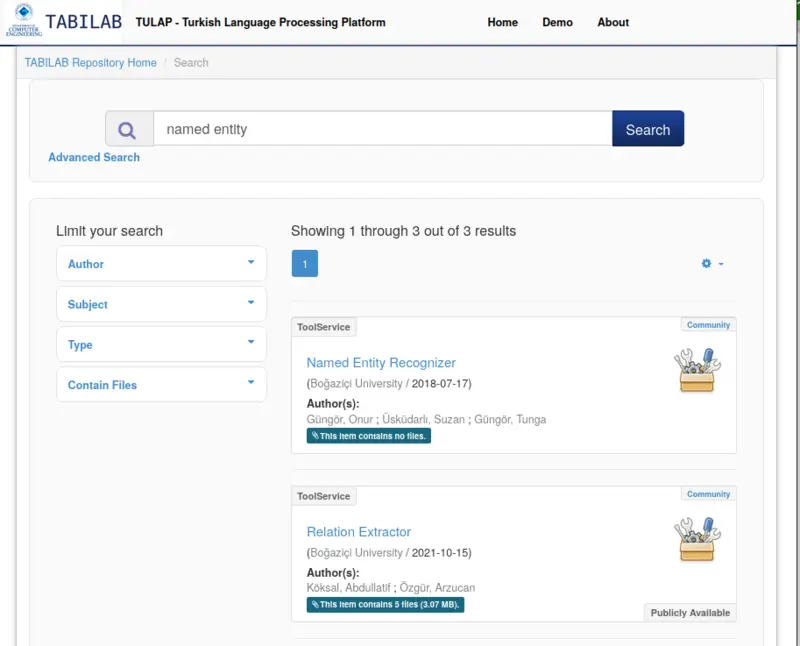 COMPUTER
ENGINEERING
TABILAB
TULAP - Turkish Language Processing Platform
Home
Demo
About
TABILAB Repository Home / Search
named entity
Search
Advanced Search
Limit your search
Author
Subject
Type
Contain Files
Showing 1 through 3 out of 3 results
1
ToolService
Community
Named Entity Recognizer
(Boğaziçi University / 2018-07-17)
Author(s):
Güngör, Onur ; Üsküdarlı, Suzan ; Güngör, Tunga
This item contains no files.
ToolService
Community
Relation Extractor
(Boğaziçi University / 2021-10-15)
Author(s):
Köksal, Abdullatif ; Özgür, Arzucan
This item contains 5 files (3.07 MB).
Publicly Available